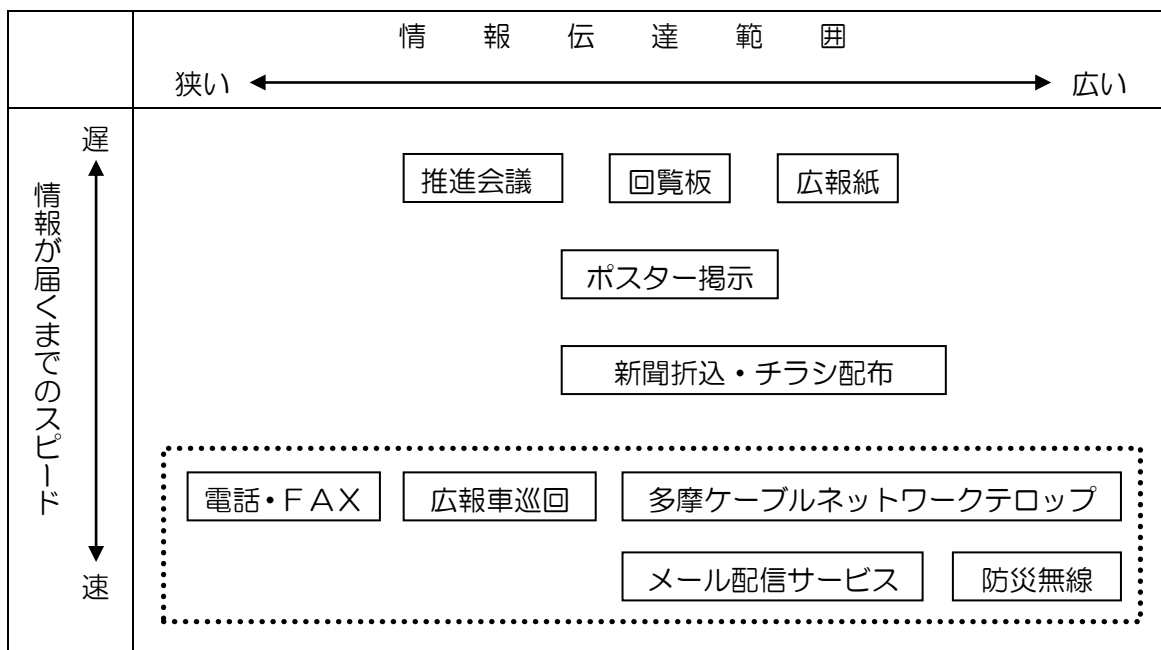 情報伝達範囲
狭い 広い
遅
情報が届くまでのスピード
速
推進会議 回覧板 広報紙
ポスター掲示
新聞折込・チラシ配布
電話・ＦＡＸ 広報車巡回 多摩ケーブルネットワークテロップ
メール配信サービス 防災無線